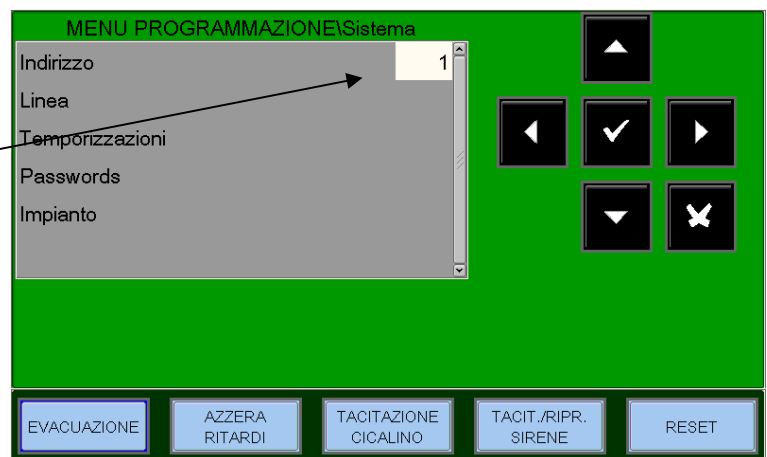 MENU PROGRAMMAZIONE\Sistema
Indirizzo 1
Linea
Temporizzazioni
Passwords
Impianto
EVACUAZIONE
AZZERA
RITARDI
TACITAZIONE
CICALINO
TACIT./RIPR.
SIRENE
RESET